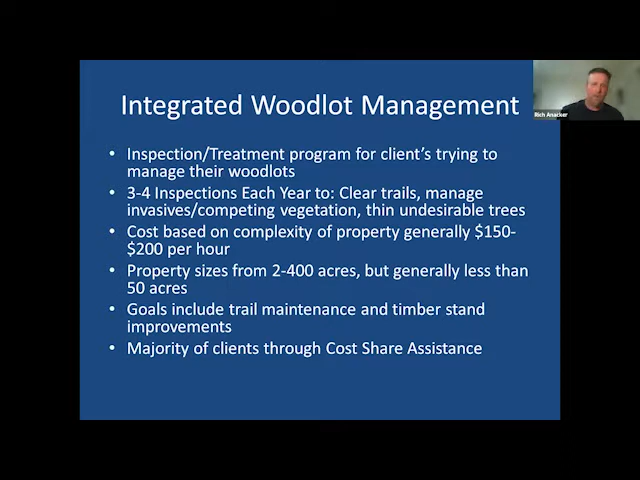 Integrated Woodlot Management
Rich Anacker
• Inspection/Treatment program for client's trying to
manage their woodlots
• 3-4 Inspections Each Year to: Clear trails, manage
invasives/competing vegetation, thin undesirable trees
• Cost based on complexity of property generally $150-
$200 per hour
• Property sizes from 2-400 acres, but generally less than
50 acres
• Goals include trail maintenance and timber stand
improvements
• Majority of clients through Cost Share Assistance